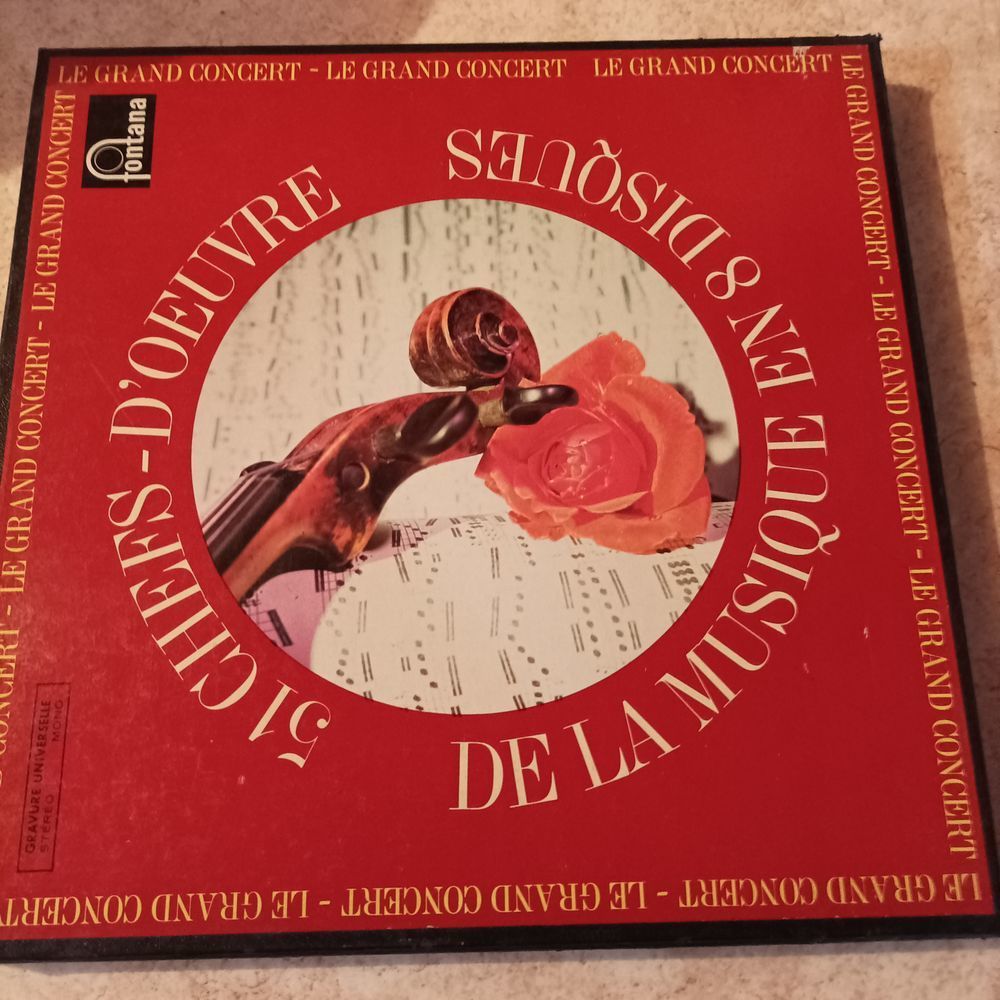 LE GRAND CONCERT - LE GRAND CONCERT LE GRAND CONCERT
LE GRAND CONCERT - LE GRAND CONCERT - LE GRAND CONCERT
LE GRAND CONCERT - LE GRAND CONCERT - LE GRAND CONCERT
CONCERT - LE GRAND CONCERT - LE GRAND CONCERT
fontana
51 CHEFS-D'OEUVRE
DE LA MUSIQUE EN 8 DISQUES
GRAVURE UNIVERSELLE
STEREO MONO